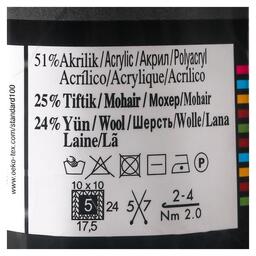 51% Akrilik/Acrylic/Акрил/Polyacryl
Acrílico/Acrylique/Acrilico
25% Tiftik/Mohair/Мохер/Mohair
24% Yün/Wool/Шерсть/Wolle/Lana
Laine/Lã
P
10 x 10
5
24
17,5
5
7
2-4
Nm 2.0
www.oeko-tex.com/standard100